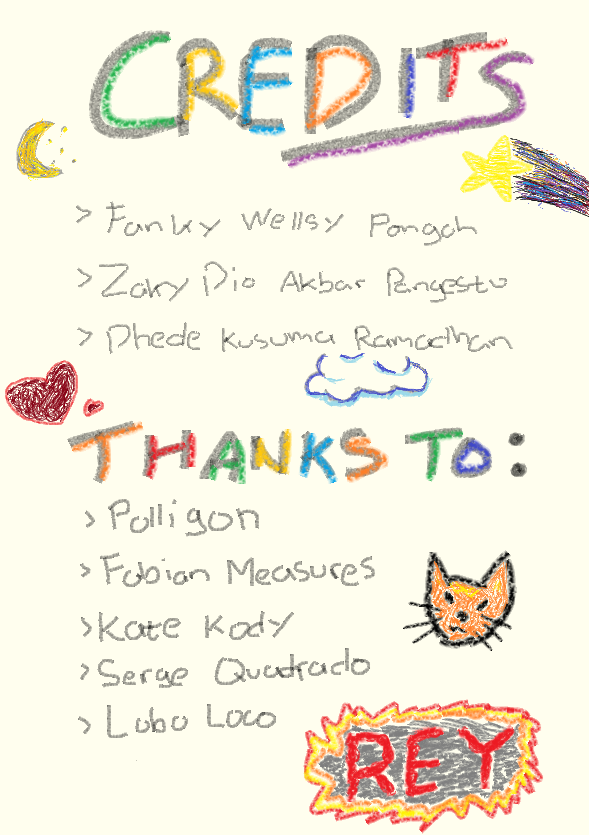 CREDITS
> Fanky Wellsy Pongoh
> Zaky Dio Akbar Pangestu
> Dhede Kusuma Ramadhan
THANKS TO:
> Polligon
> Fabian Measures
> Kate Kody
> Serge Quadrado
> Lobo Loco
REY